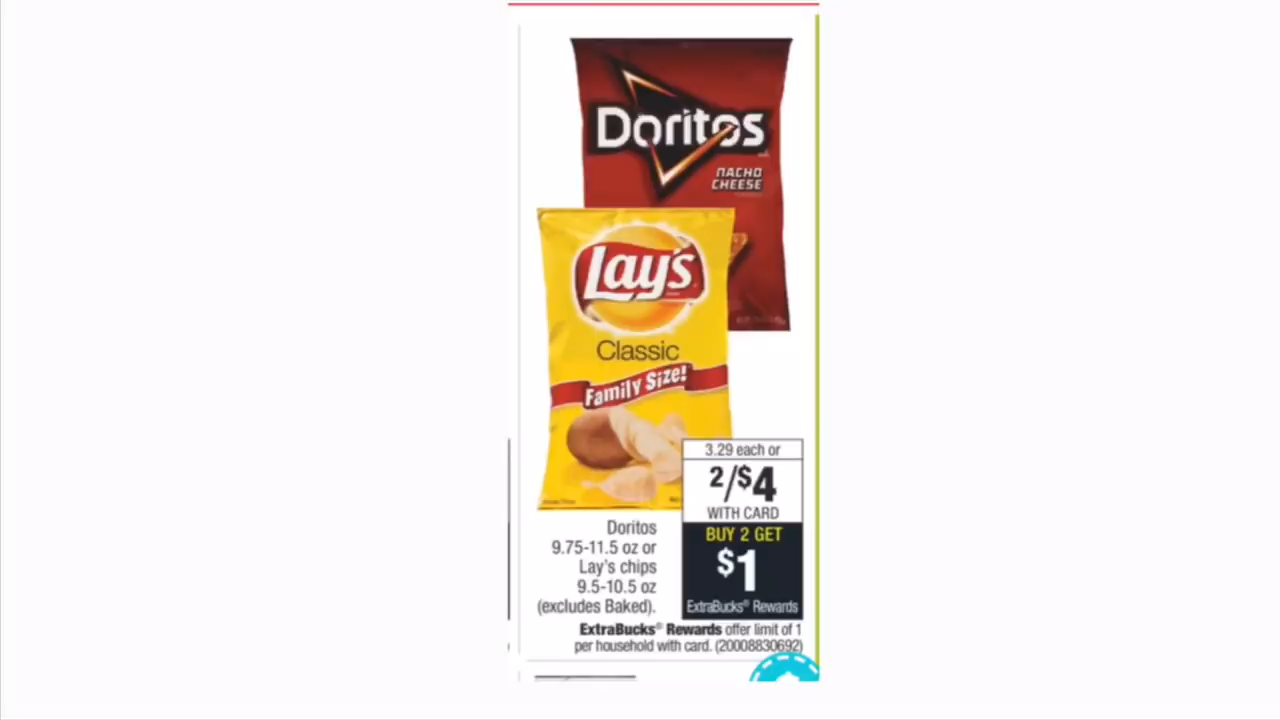 Doritos
NACHO
CHEESE
Lay's
Classic
Family Size!
3.29 each or
2/$4
WITH CARD
BUY 2 GET
$1
ExtraBucks® Rewards
Doritos
9.75-11.5 oz or
Lay's chips
9.5-10.5 oz
(excludes Baked).
ExtraBucks® Rewards offer limit of 1
per household with card. (20008830692)